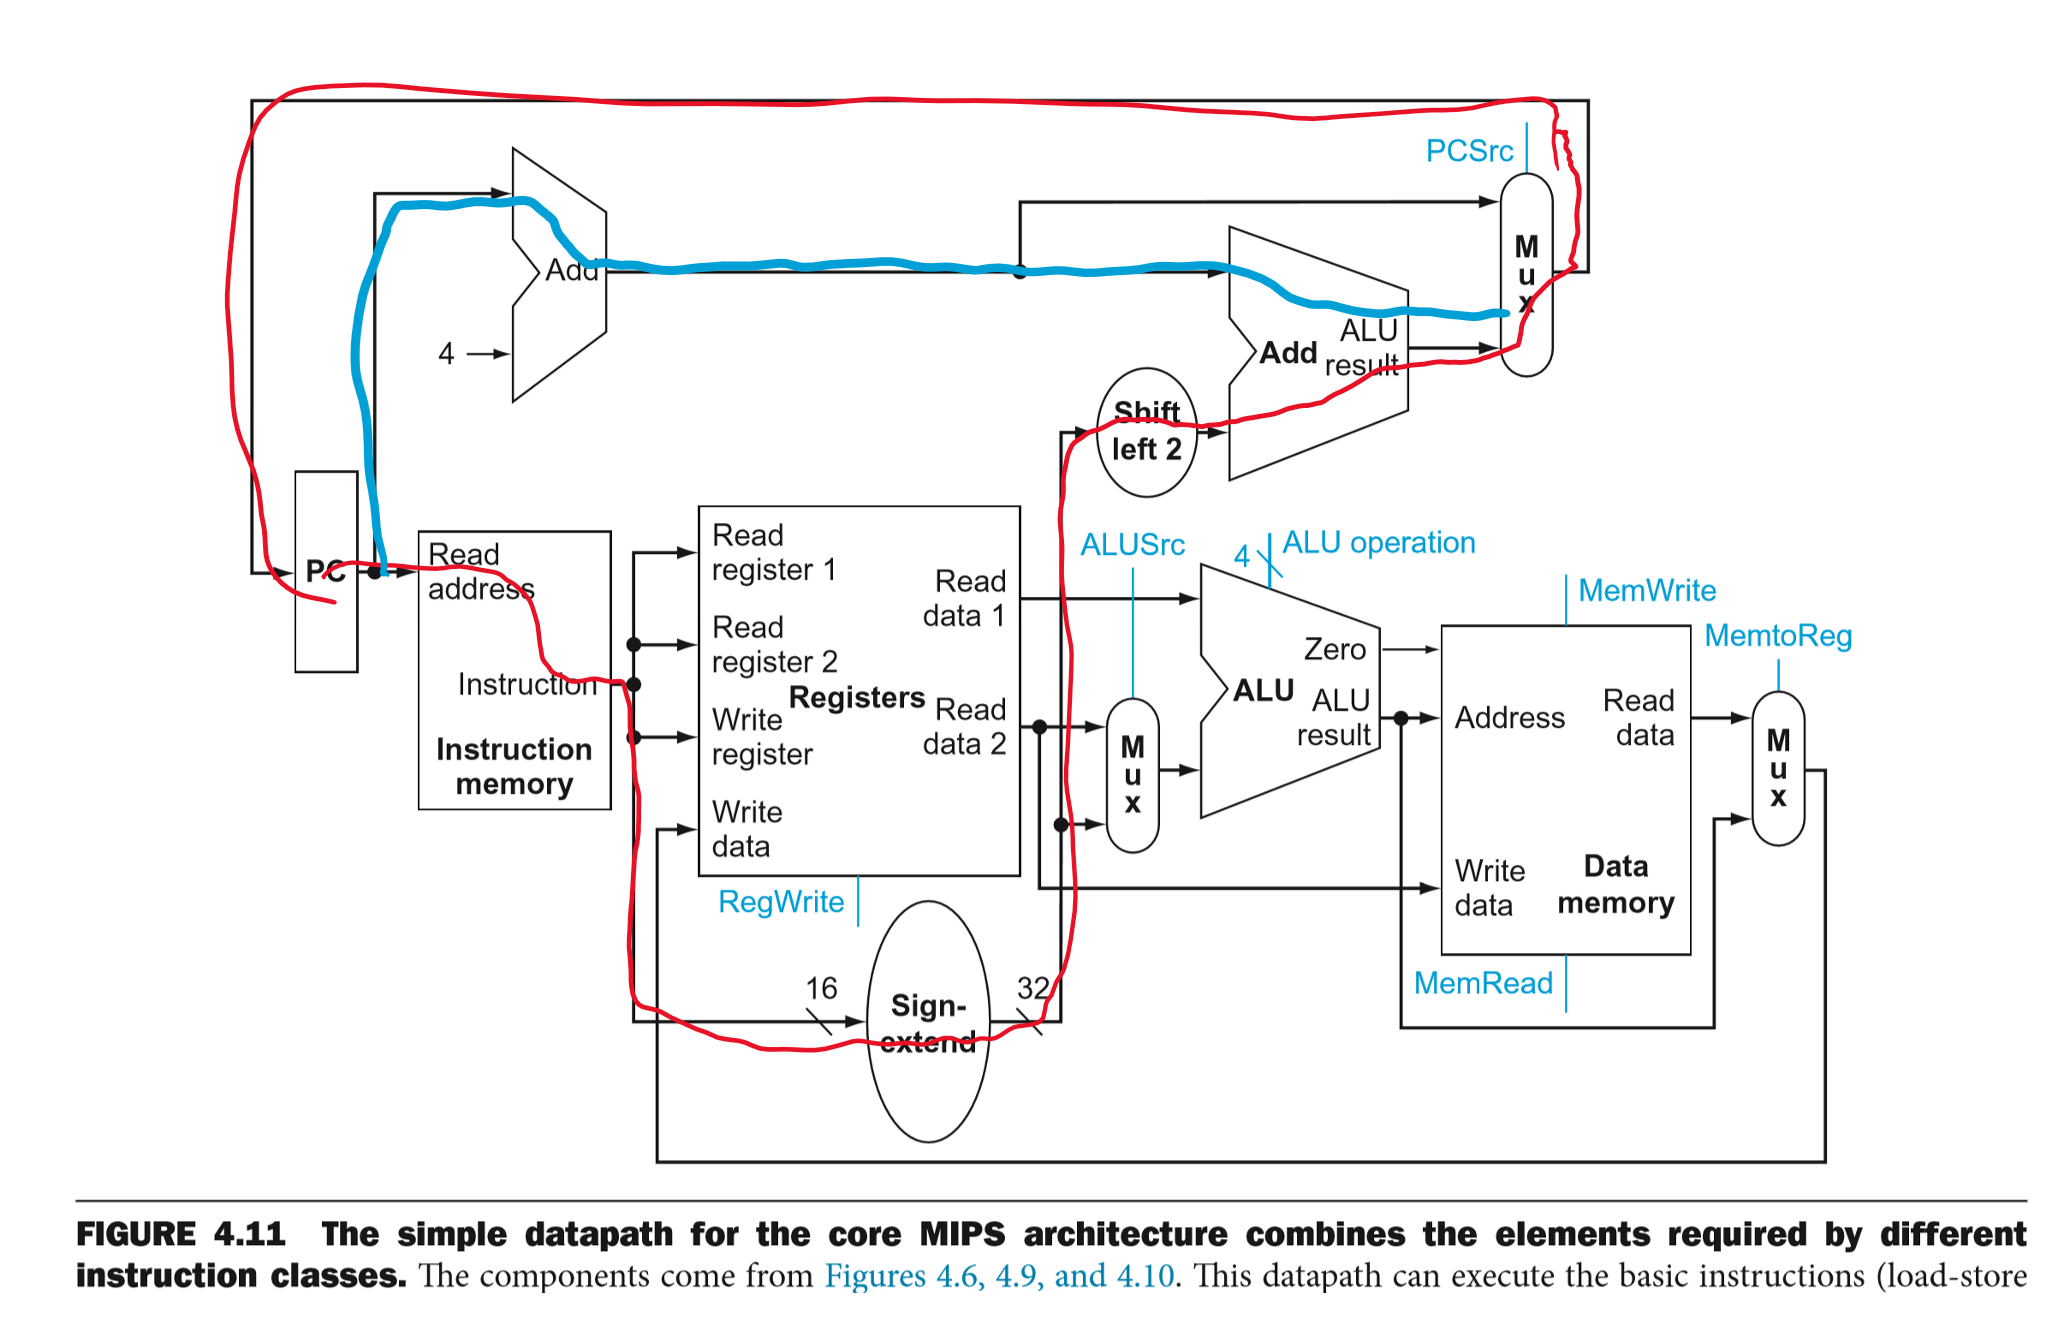 PCSrc
M
u
x
Add
ALU
result
Add
4
Shift
left 2
PC
Read
address
Instruction
Instruction
memory
Read
register 1
Read
register 2
Registers
Write
register
Write
data
Read
data 1
Read
data 2
RegWrite
16
Sign-
extend
32
ALUSrc
M
u
x
4
ALU operation
Zero
ALU
ALU
result
MemWrite
MemtoReg
Address
Read
data
Write
data
Data
memory
MemRead
M
u
x
FIGURE 4.11 The simple datapath for the core MIPS architecture combines the elements required by different
instruction classes. The components come from Figures 4.6, 4.9, and 4.10. This datapath can execute the basic instructions (load-store